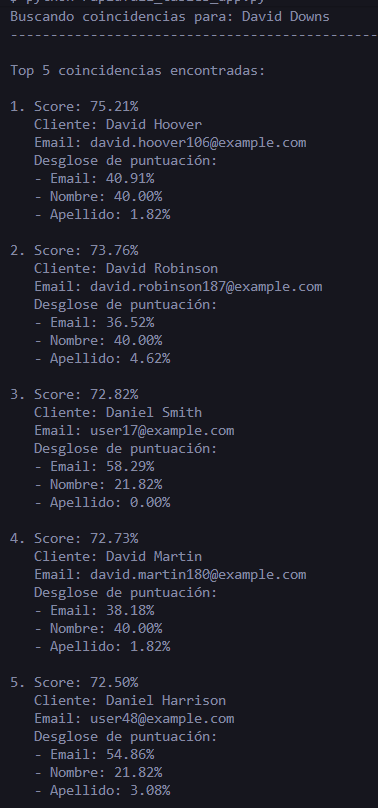 Buscando coincidencias para: David Downs
----------------------------------------------
Top 5 coincidencias encontradas:
1. Score: 75.21%
Cliente: David Hoover
Email: david.hoover106@example.com
Desglose de puntuación:
- Email: 40.91%
- Nombre: 40.00%
- Apellido: 1.82%
2. Score: 73.76%
Cliente: David Robinson
Email: david.robinson187@example.com
Desglose de puntuación:
- Email: 36.52%
- Nombre: 40.00%
- Apellido: 4.62%
3. Score: 72.82%
Cliente: Daniel Smith
Email: user17@example.com
Desglose de puntuación:
- Email: 58.29%
- Nombre: 21.82%
- Apellido: 0.00%
4. Score: 72.73%
Cliente: David Martin
Email: david.martin180@example.com
Desglose de puntuación:
- Email: 38.18%
- Nombre: 40.00%
- Apellido: 1.82%
5. Score: 72.50%
Cliente: Daniel Harrison
Email: user48@example.com
Desglose de puntuación:
- Email: 54.86%
- Nombre: 21.82%
- Apellido: 3.08%